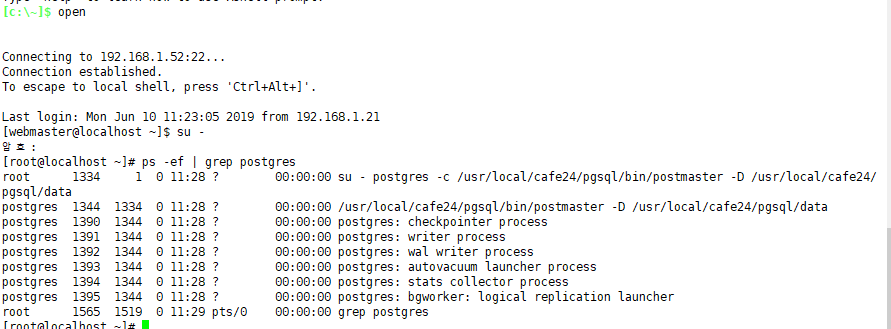 [c:\~]$ open
Connecting to 192.168.1.52:22...
Connection established.
To escape to local shell, press 'Ctrl+Alt+]'.
Last login: Mon Jun 10 11:23:05 2019 from 192.168.1.21
[webmaster@localhost ~]$ su -
암호:
[root@localhost ~]# ps -ef | grep postgres
root      1334     1  0 11:28 ?        00:00:00 su - postgres -c /usr/local/cafe24/pgsql/bin/postmaster -D /usr/local/cafe24/
pgsql/data
postgres  1344  1334  0 11:28 ?        00:00:00 /usr/local/cafe24/pgsql/bin/postmaster -D /usr/local/cafe24/pgsql/data
postgres  1390  1344  0 11:28 ?        00:00:00 postgres: checkpointer process
postgres  1391  1344  0 11:28 ?        00:00:00 postgres: writer process
postgres  1392  1344  0 11:28 ?        00:00:00 postgres: wal writer process
postgres  1393  1344  0 11:28 ?        00:00:00 postgres: autovacuum launcher process
postgres  1394  1344  0 11:28 ?        00:00:00 postgres: stats collector process
postgres  1395  1344  0 11:28 ?        00:00:00 postgres: bgworker: logical replication launcher
root      1565  1519  0 11:29 pts/0    00:00:00 grep postgres
[root@localhost ~]#